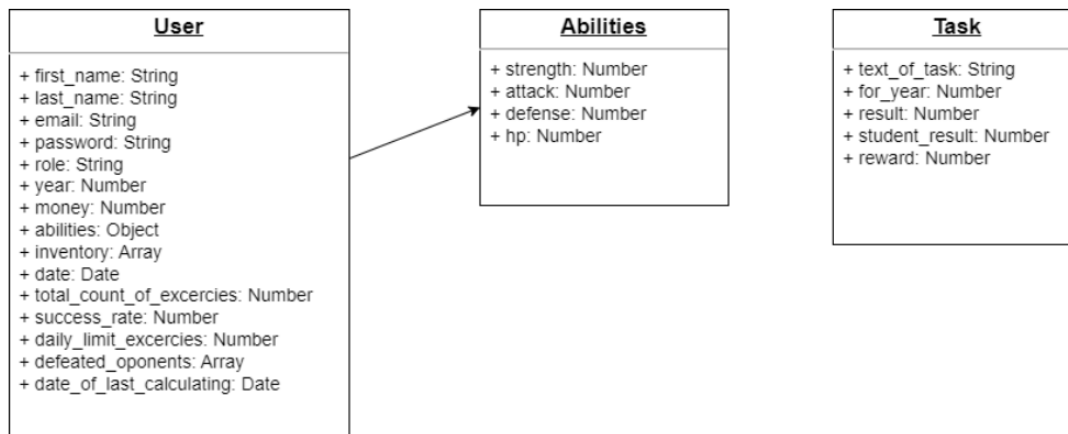 User
+ first_name: String
+ last_name: String
+ email: String
+ password: String
+ role: String
+ year: Number
+ money: Number
+ abilities: Object
+ inventory: Array
+ date: Date
+ total_count_of_excercies: Number
+ success_rate: Number
+ daily_limit_excercies: Number
+ defeated_oponents: Array
+ date_of_last_calculating: Date
Abilities
+ strength: Number
+ attack: Number
+ defense: Number
+ hp: Number
Task
+ text_of_task: String
+ for_year: Number
+ result: Number
+ student_result: Number
+ reward: Number